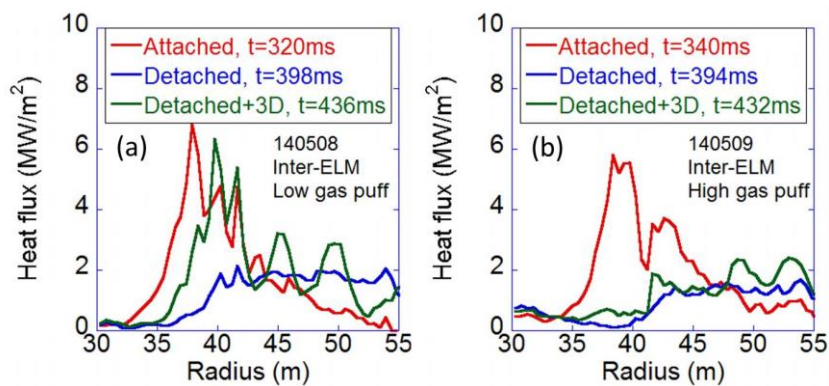 10
8
6
4
2
0
Heat flux (MW/m²)
Attached, t=320ms
Detached, t=398ms
Detached+3D, t=436ms
(a)
140508
Inter-ELM
Low gas puff
30 35 40 45 50 55
Radius (m)
10
8
6
4
2
0
Heat flux (MW/m²)
Attached, t=340ms
Detached, t=394ms
Detached+3D, t=432ms
(b)
140509
Inter-ELM
High gas puff
30 35 40 45 50 55
Radius (m)